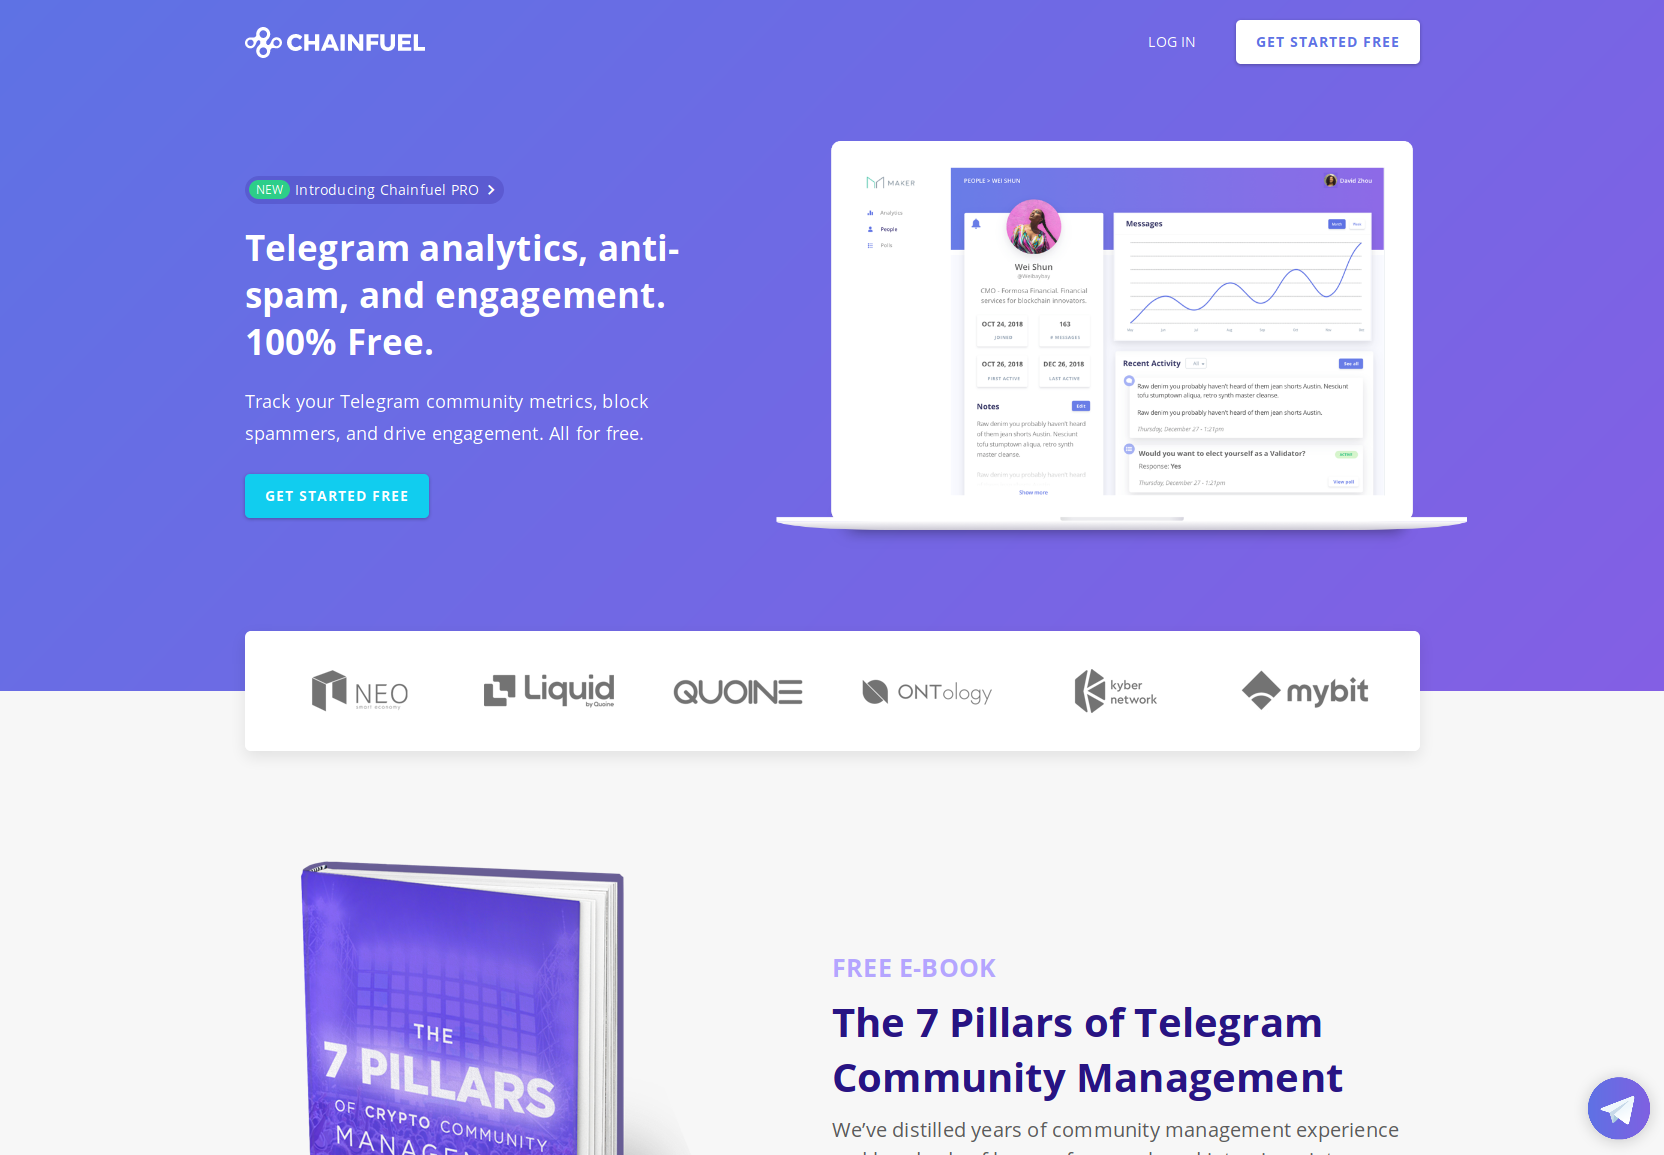 CHAINFUEL
LOG IN
GET STARTED FREE
NEW Introducing Chainfuel PRO
Telegram analytics, anti-
spam, and engagement.
100% Free.
Track your Telegram community metrics, block
spammers, and drive engagement. All for free.
GET STARTED FREE
MAKER
Analytics
People
Polls
PEOPLE > WEI SHUN
David Zhou
Wei Shun
CMO - Formosa Financial. Financial
services for blockchain innovators.
OCT 24, 2018
JOINED
163
# MESSAGES
OCT 26, 2018
FIRST ACTIVE
DEC 26, 2018
LAST ACTIVE
Notes
Edit
Raw denim you probably haven't heard
of them jean shorts Austin. Nesciunt
tofu stumptown aliqua, retro synth
master cleanse.
Raw denim you probably haven't heard
Show more
Messages
Recent Activity
All
See all
Raw denim you probably haven't heard of them jean shorts Austin, Nesciunt
tofu stumptown aliqua, retro synth master cleanse.
Raw denim you probably haven't heard of them jean shorts Austin.
Thursday, December 27 - 1:21pm
Would you want to elect yourself as a Validator?
Response: Yes
Thursday, December 27 - 1:21pm
View poll
NEO
smart economy
Liquid
by Quoine
QUOINE
ONTology
kyber
network
mybit
THE
7 PILLARS
OF CRYPTO COMMUNITY
FREE E-BOOK
The 7 Pillars of Telegram
Community Management
We’ve distilled years of community management experience